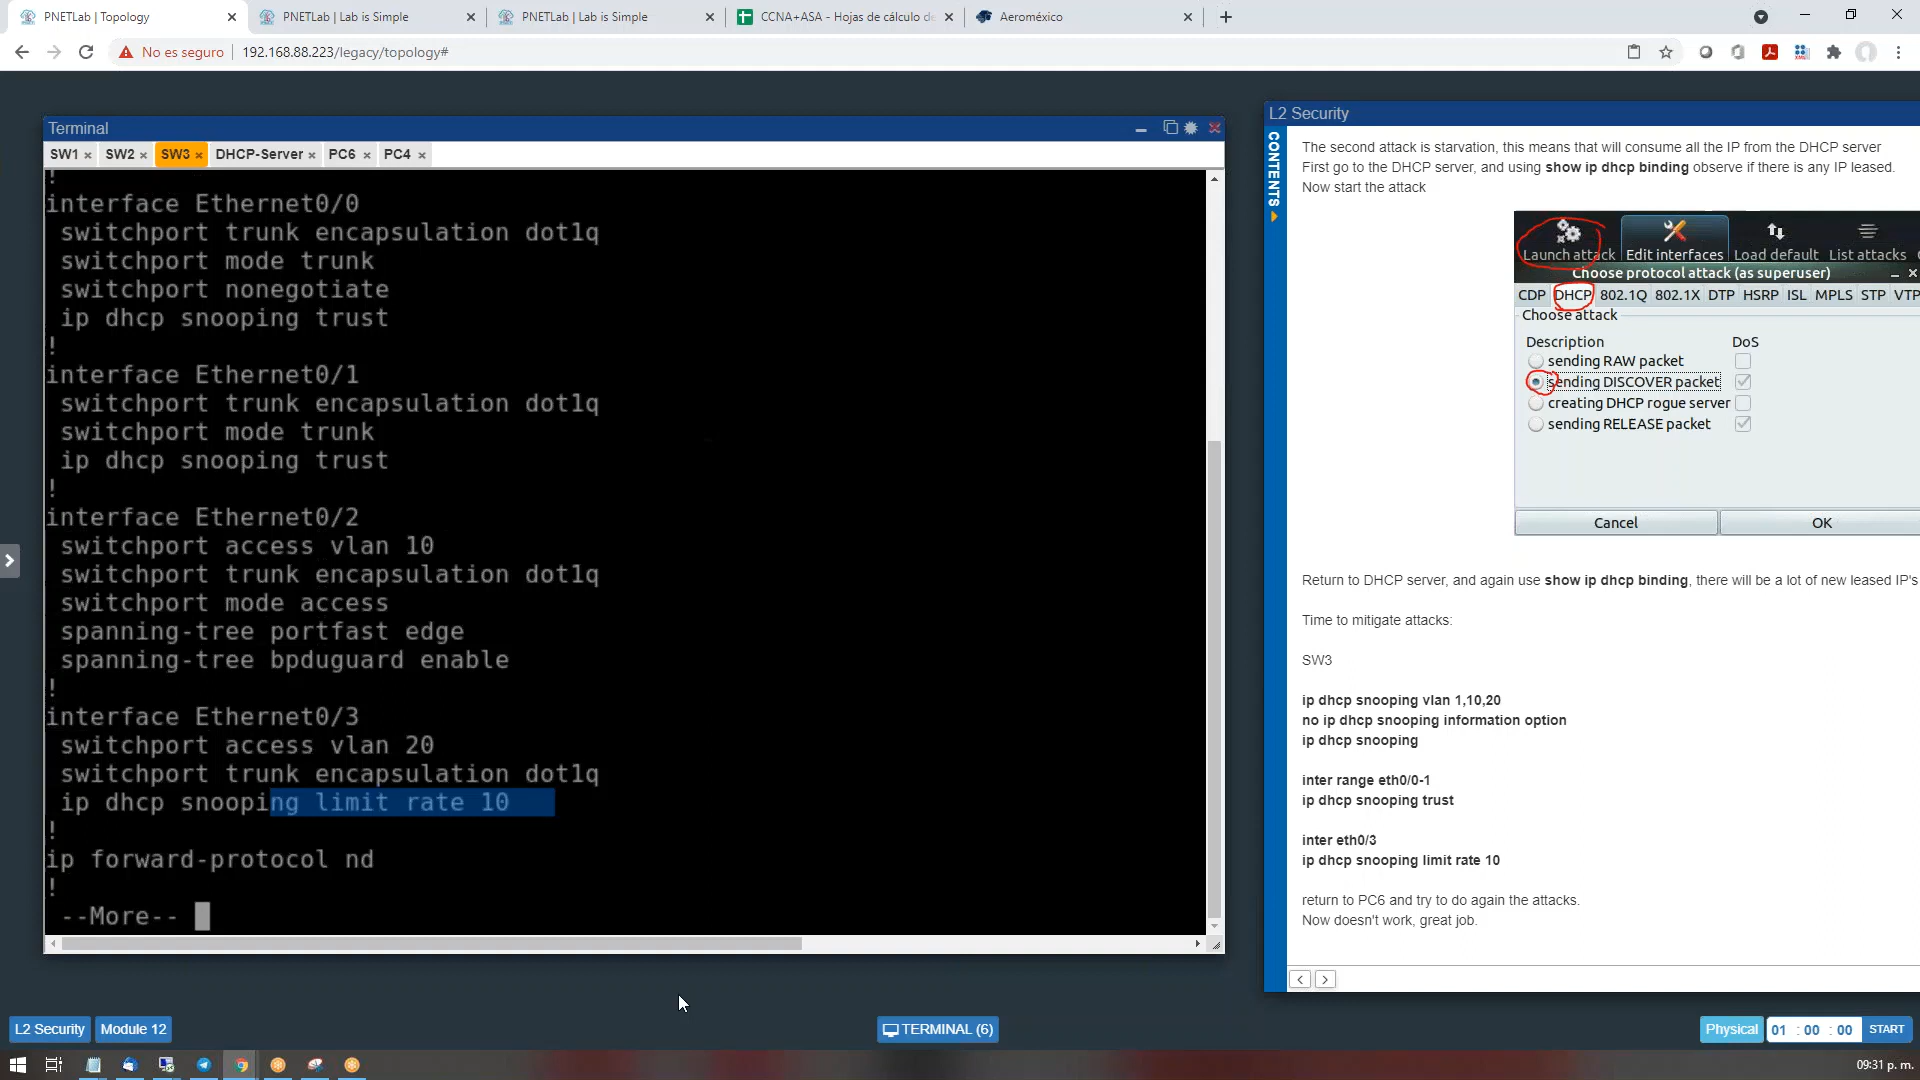 PNETLab | Topology
PNETLab | Lab is Simple
PNETLab | Lab is Simple
CCNA+ASA - Hojas de cálculo de
Aeroméxico
No es seguro
192.168.88.223/legacy/topology#
Terminal
SW1
SW2
SW3
DHCP-Server
PC6
PC4
!
interface Ethernet0/0
switchport trunk encapsulation dot1q
switchport mode trunk
switchport nonegotiate
ip dhcp snooping trust
!
interface Ethernet0/1
switchport trunk encapsulation dot1q
switchport mode trunk
ip dhcp snooping trust
!
interface Ethernet0/2
switchport access vlan 10
switchport trunk encapsulation dot1q
switchport mode access
spanning-tree portfast edge
spanning-tree bpduguard enable
!
interface Ethernet0/3
switchport access vlan 20
switchport trunk encapsulation dot1q
ip dhcp snooping limit rate 10
!
ip forward-protocol nd
!
--More--
L2 Security
CONTENTS
The second attack is starvation, this means that will consume all the IP from the DHCP server
First go to the DHCP server, and using show ip dhcp binding observe if there is any IP leased.
Now start the attack
Launch attack
Edit interfaces
Load default
List attacks
Choose protocol attack (as superuser)
CDP
DHCP
802.1Q
802.1X
DTP
HSRP
ISL
MPLS
STP
VTP
Choose attack
Description
DoS
sending RAW packet
sending DISCOVER packet
creating DHCP rogue server
sending RELEASE packet
Cancel
OK
Return to DHCP server, and again use show ip dhcp binding, there will be a lot of new leased IP's
Time to mitigate attacks:
SW3
ip dhcp snooping vlan 1,10,20
no ip dhcp snooping information option
ip dhcp snooping
inter range eth0/0-1
ip dhcp snooping trust
inter eth0/3
ip dhcp snooping limit rate 10
return to PC6 and try to do again the attacks.
Now doesn't work, great job.
L2 Security
Module 12
TERMINAL (6)
Physical
01 : 00 : 00
START
09:31 p. m.